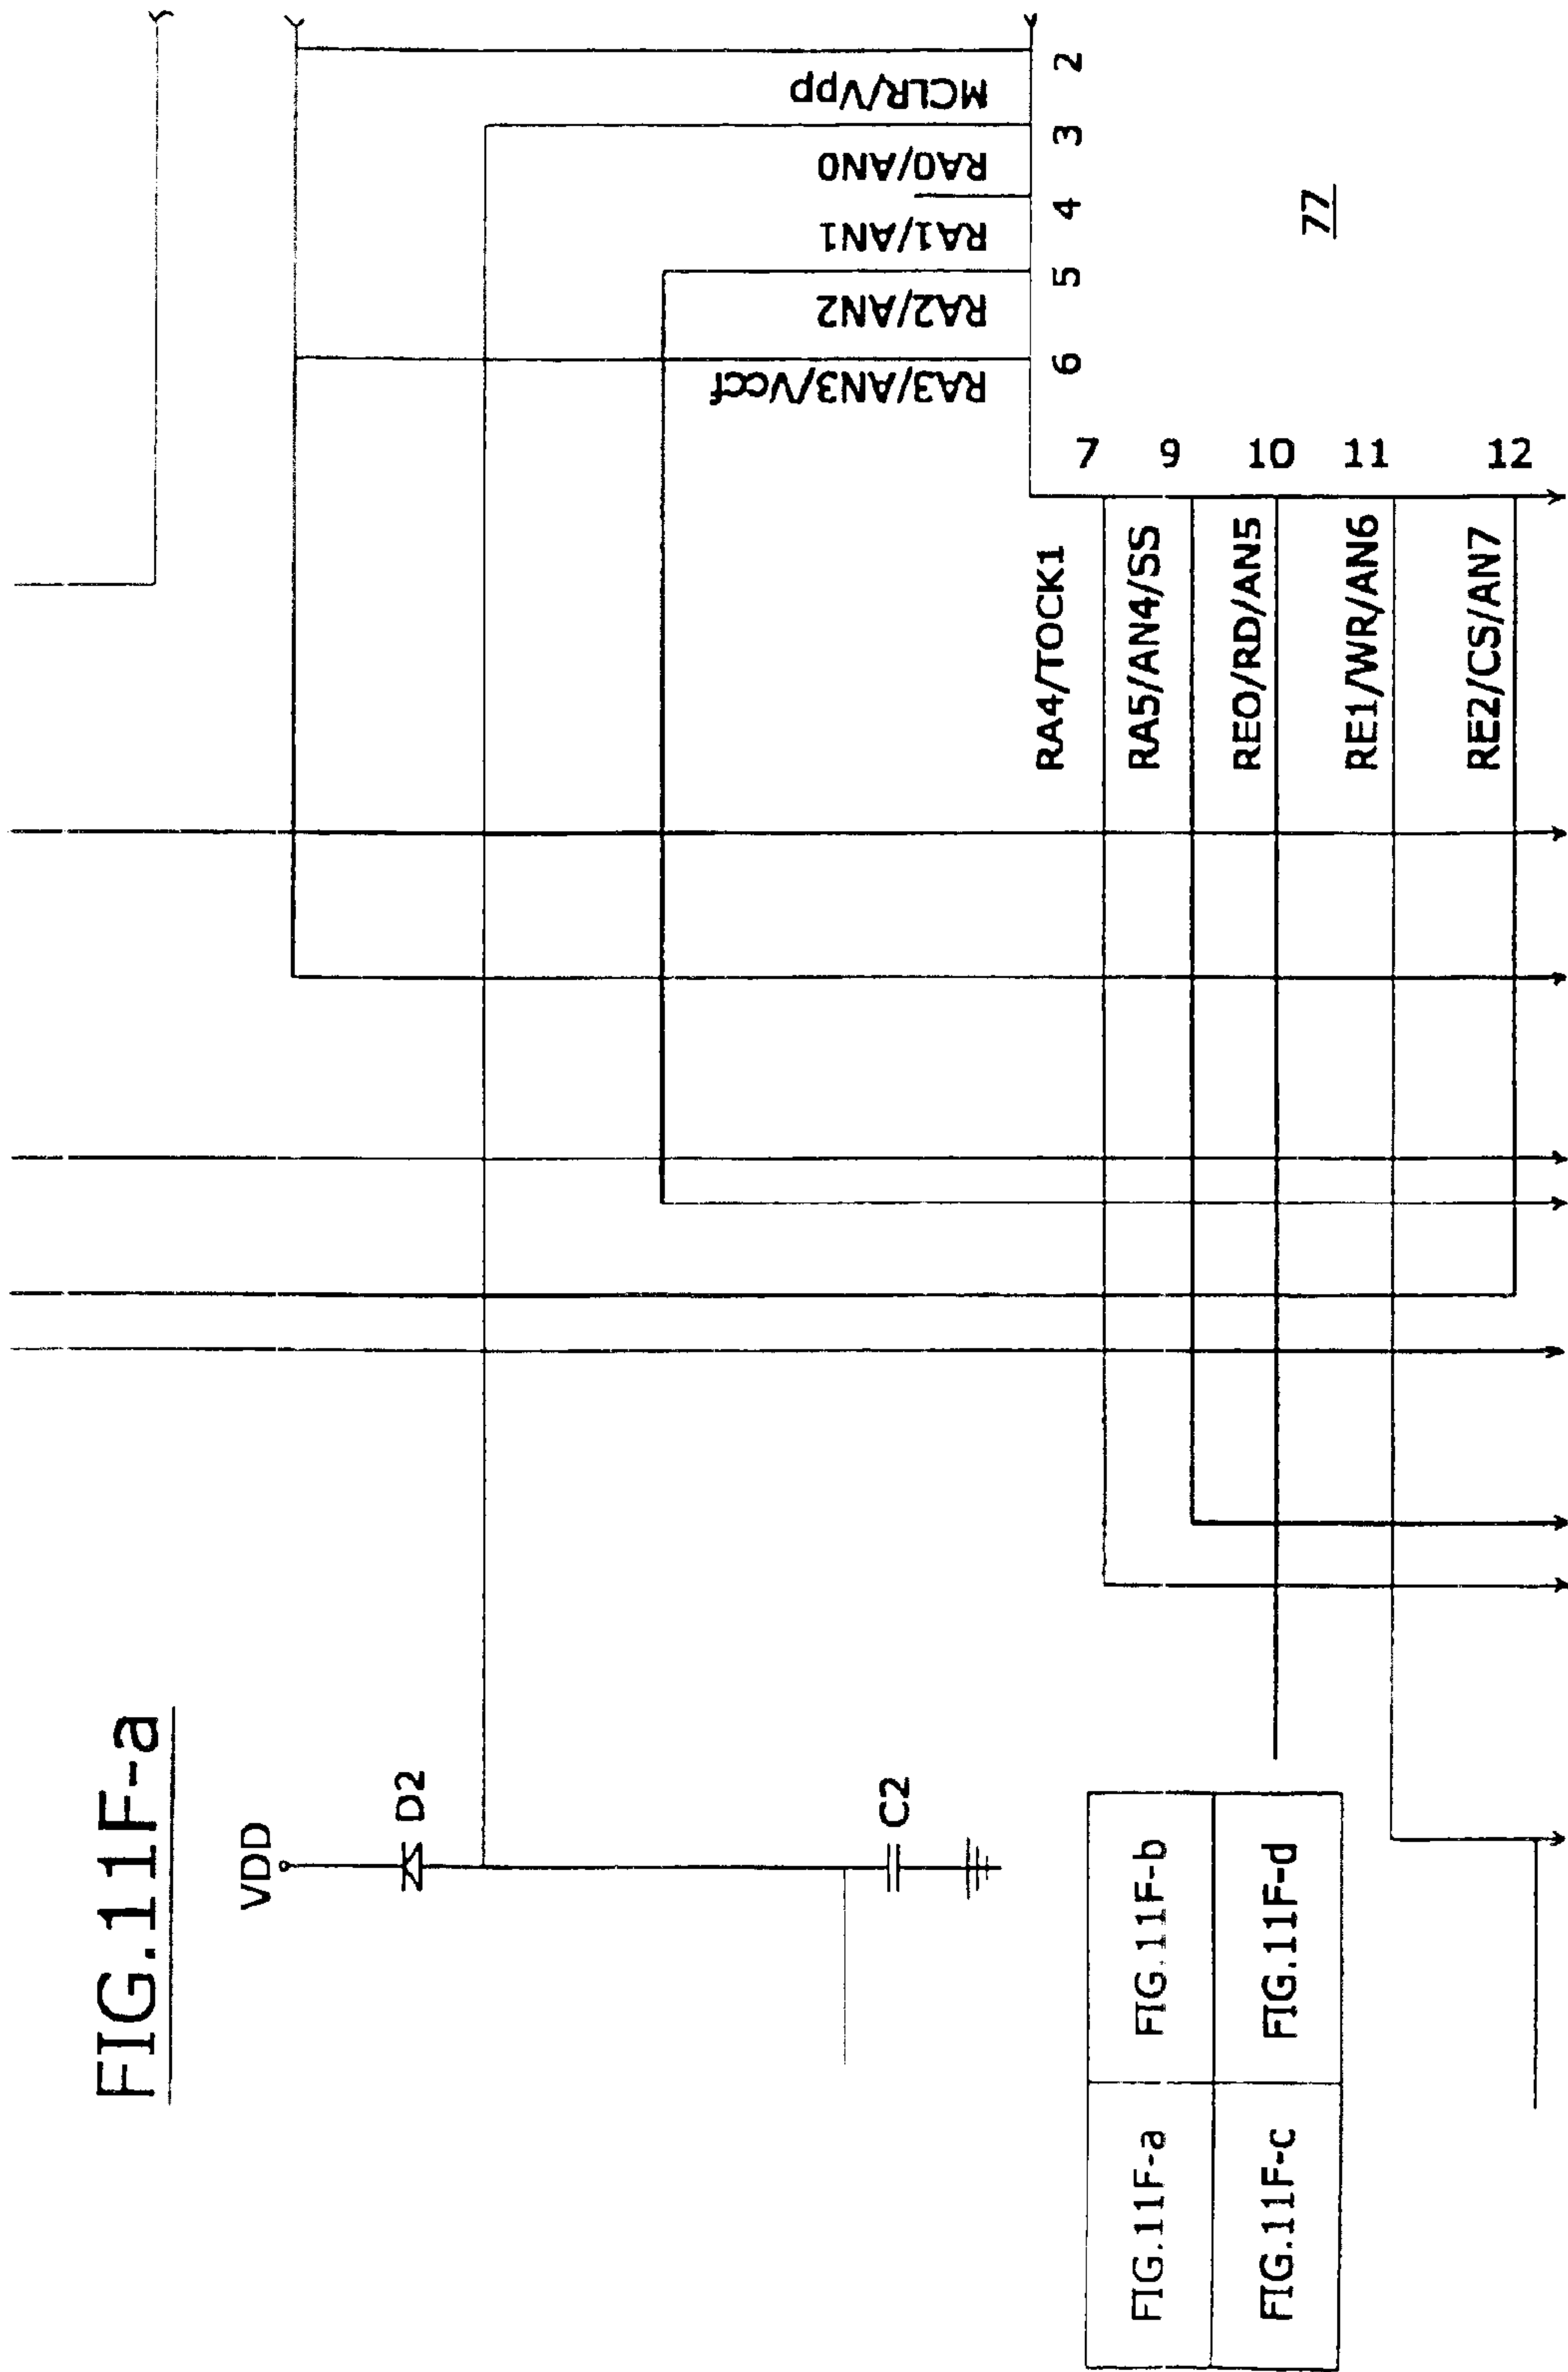 FIG.11F-a
VDD
D2
C2
MCLR/Vpp
2
RA0/AN0
3
RA1/AN1
4
RA2/AN2
5
RA3/AN3/Vccf
6
77
RA4/TOCK1
7
RA5/AN4/SS
9
REO/RD/AN5
10
RE1/WR/AN6
11
RE2/CS/AN7
12
FIG.11F-a
FIG.11F-b
FIG.11F-c
FIG.11F-d